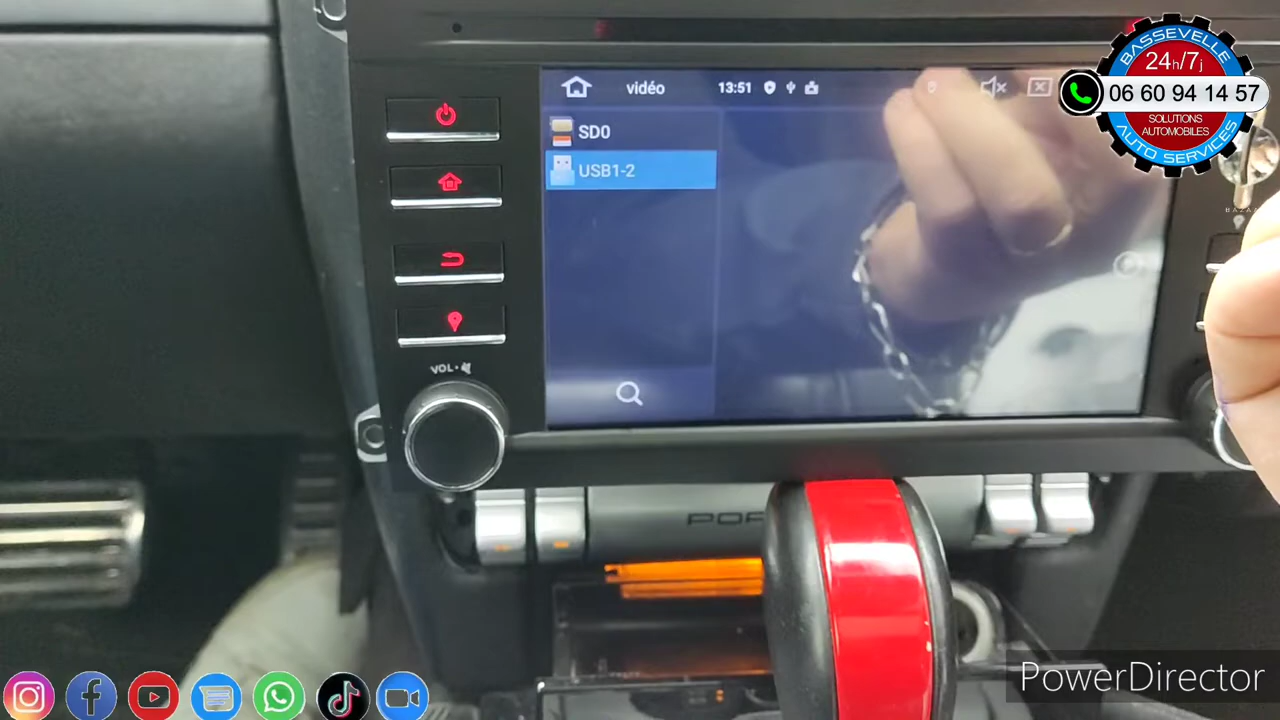 vidéo 13:51
SD0
USB1-2
VOL
BASSEVELLE
24h/7j
06 60 94 14 57
SOLUTIONS
AUTOMOBILES
AUTO SERVICES
PowerDirector